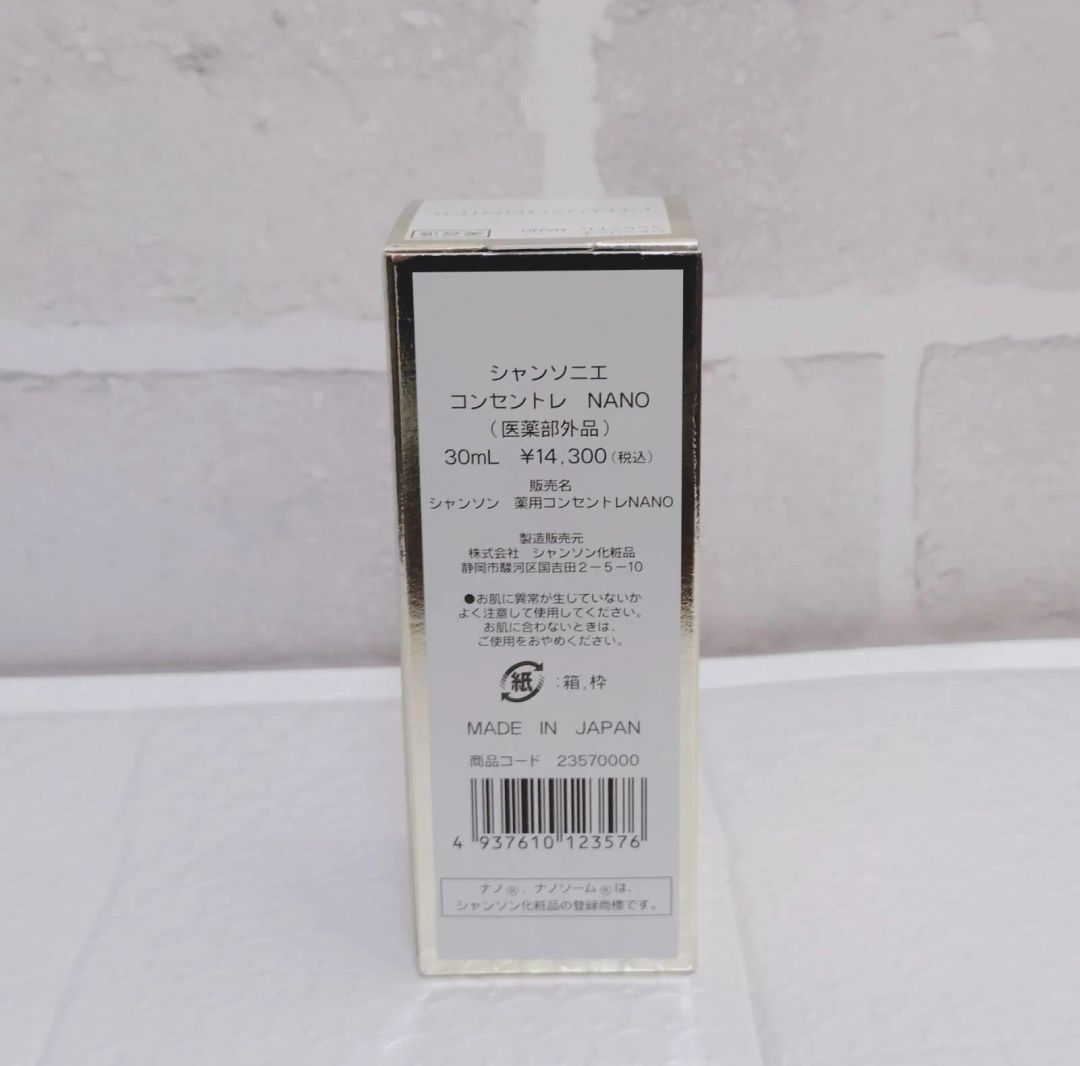 NANO
シャンソニエ
コンセントレ NANO
(医薬部外品)
30mL ¥14,300(税込)
販売名
シャンソン 薬用コンセントレNANO
製造販売元
株式会社 シャンソン化粧品
静岡市駿河区国吉田2-5-10
●お肌に異常が生じていないか
よく注意して使用してください。
お肌に合わないときは、
ご使用をおやめください。
紙:箱,枠
MADE IN JAPAN
商品コード 23570000
4 937610 123576
ナノ®、ナノソーム®は、
シャンソン化粧品の登録商標です。